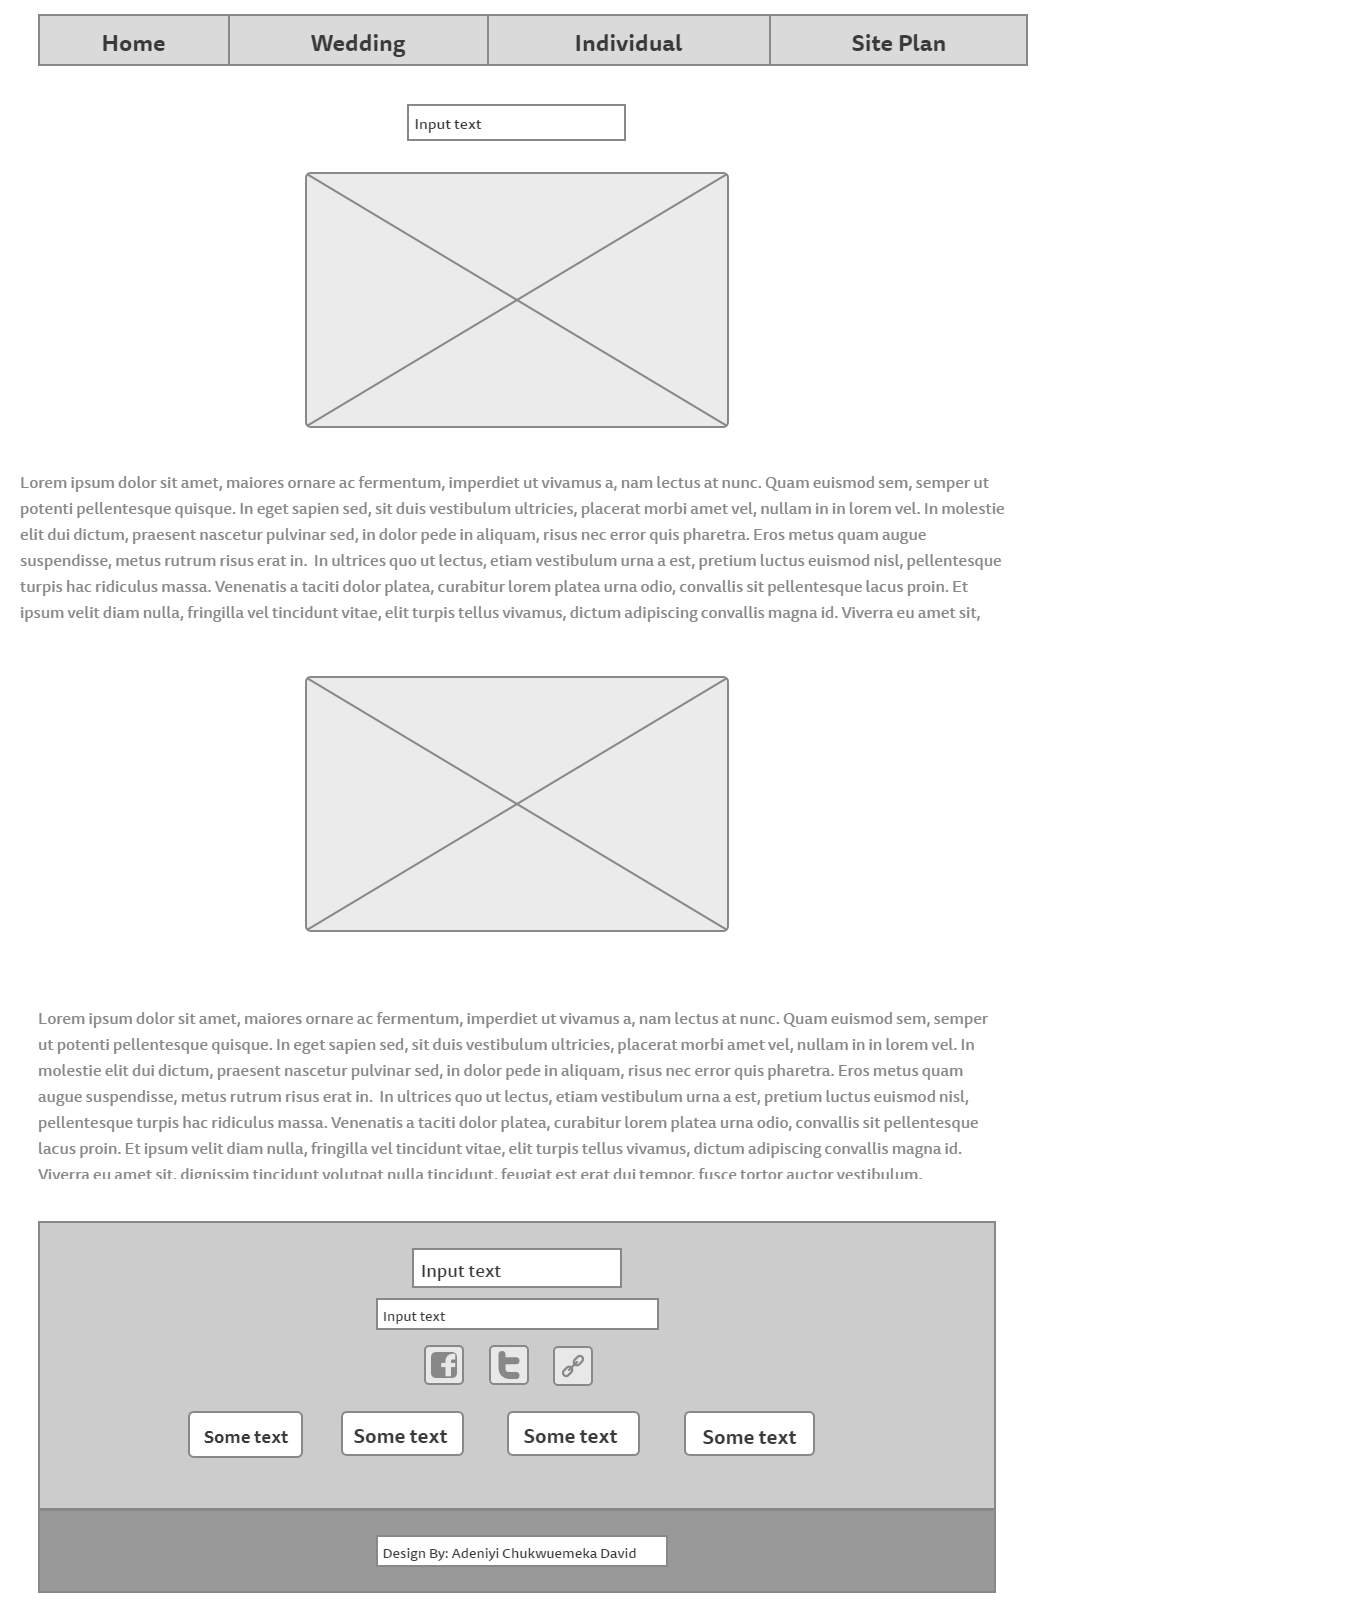 Home Wedding Individual Site Plan
Input text
Lorem ipsum dolor sit amet, maiores ornare ac fermentum, imperdiet ut vivamus a, nam lectus at nunc. Quam euismod sem, semper ut
potenti pellentesque quisque. In eget sapien sed, sit duis vestibulum ultricies, placerat morbi amet vel, nullam in in lorem vel. In molestie
elit dui dictum, praesent nascetur pulvinar sed, in dolor pede in aliquam, risus nec error quis pharetra. Eros metus quam augue
suspendisse, metus rutrum risus erat in.  In ultrices quo ut lectus, etiam vestibulum urna a est, pretium luctus euismod nisl, pellentesque
turpis hac ridiculus massa. Venenatis a taciti dolor platea, curabitur lorem platea urna odio, convallis sit pellentesque lacus proin. Et
ipsum velit diam nulla, fringilla vel tincidunt vitae, elit turpis tellus vivamus, dictum adipiscing convallis magna id. Viverra eu amet sit,
Lorem ipsum dolor sit amet, maiores ornare ac fermentum, imperdiet ut vivamus a, nam lectus at nunc. Quam euismod sem, semper
ut potenti pellentesque quisque. In eget sapien sed, sit duis vestibulum ultricies, placerat morbi amet vel, nullam in in lorem vel. In
molestie elit dui dictum, praesent nascetur pulvinar sed, in dolor pede in aliquam, risus nec error quis pharetra. Eros metus quam
augue suspendisse, metus rutrum risus erat in.  In ultrices quo ut lectus, etiam vestibulum urna a est, pretium luctus euismod nisl,
pellentesque turpis hac ridiculus massa. Venenatis a taciti dolor platea, curabitur lorem platea urna odio, convallis sit pellentesque
lacus proin. Et ipsum velit diam nulla, fringilla vel tincidunt vitae, elit turpis tellus vivamus, dictum adipiscing convallis magna id.
Viverra eu amet sit, dignissim tincidunt volutpat nulla tincidunt, feugiat est erat dui tempor, fusce tortor auctor vestibulum.
Input text
Input text
Some text Some text Some text Some text
Design By: Adeniyi Chukwuemeka David